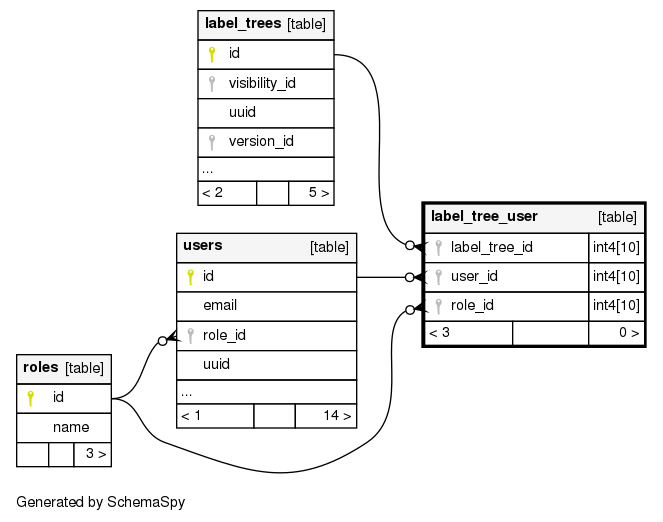 label_trees [table]
id
visibility_id
uuid
version_id
...
< 2 5 >
label_tree_user [table]
label_tree_id int4[10]
user_id int4[10]
role_id int4[10]
< 3 0 >
users [table]
id
email
role_id
uuid
...
< 1 14 >
roles [table]
id
name
3 >
Generated by SchemaSpy